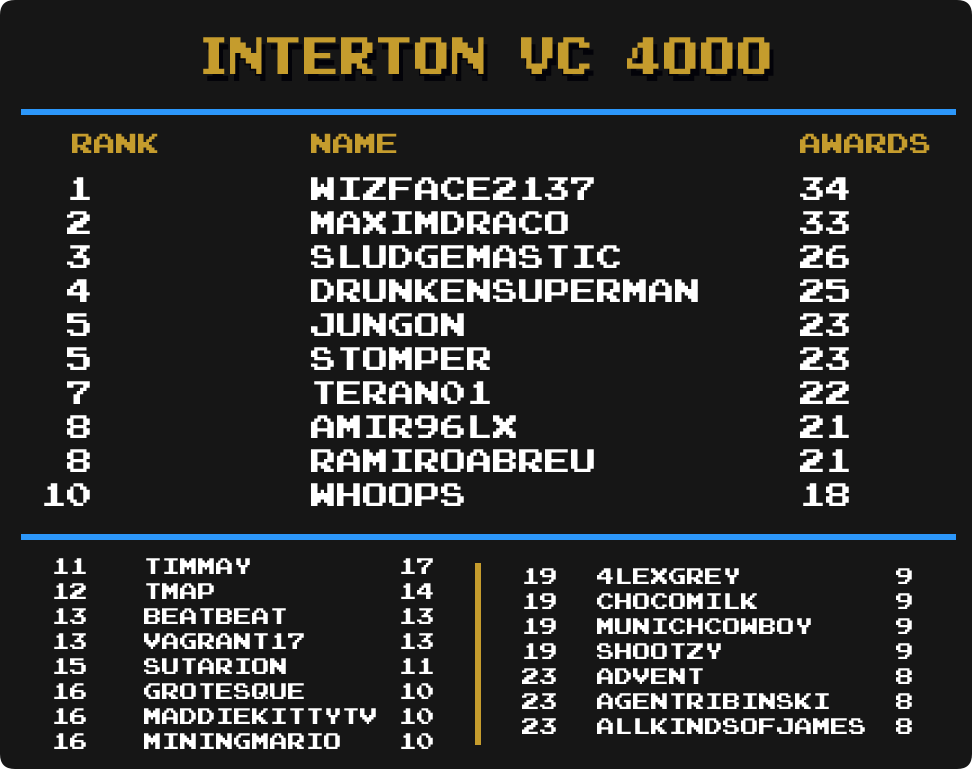 INTERTON VC 4000
RANK NAME AWARDS
1 WIZFACE2137 34
2 MAXIMDRACO 33
3 SLUDGEMASTIC 26
4 DRUNKENSUPERMAN 25
5 JUNGON 23
5 STOMPER 23
7 TERAN01 22
8 AMIR96LX 21
8 RAMIROABREU 21
10 WHOOPS 18
11 TIMMAY 17
12 TMAP 14
13 BEATBEAT 13
13 VAGRANT17 13
15 SUTARION 11
16 GROTESQUE 10
16 MADDIEKITTYTV 10
16 MININGMARIO 10
19 4LEXGREY 9
19 CHOCOMILK 9
19 MUNICHCOWBOY 9
19 SHOOTZY 9
23 ADVENT 8
23 AGENTRIBINSKI 8
23 ALLKINDSOFJAMES 8